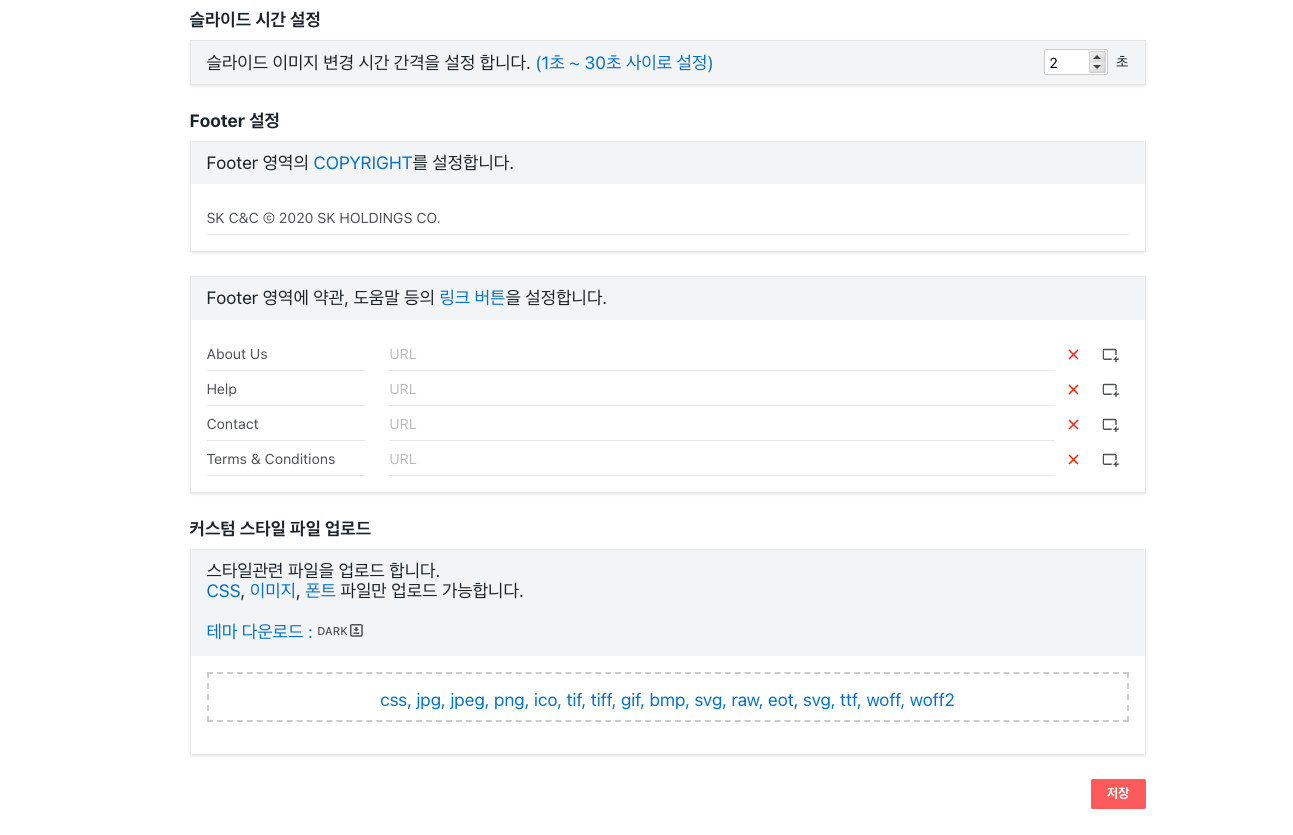 슬라이드 시간 설정
슬라이드 이미지 변경 시간 간격을 설정 합니다. (1초 ~ 30초 사이로 설정) 2 초
Footer 설정
Footer 영역의 COPYRIGHT를 설정합니다.
SK C&C © 2020 SK HOLDINGS CO.
Footer 영역에 약관, 도움말 등의 링크 버튼을 설정합니다.
About Us URL
Help URL
Contact URL
Terms & Conditions URL
커스텀 스타일 파일 업로드
스타일관련 파일을 업로드 합니다.
CSS, 이미지, 폰트 파일만 업로드 가능합니다.
테마 다운로드 : DARK
css, jpg, jpeg, png, ico, tif, tiff, gif, bmp, svg, raw, eot, svg, ttf, woff, woff2
저장